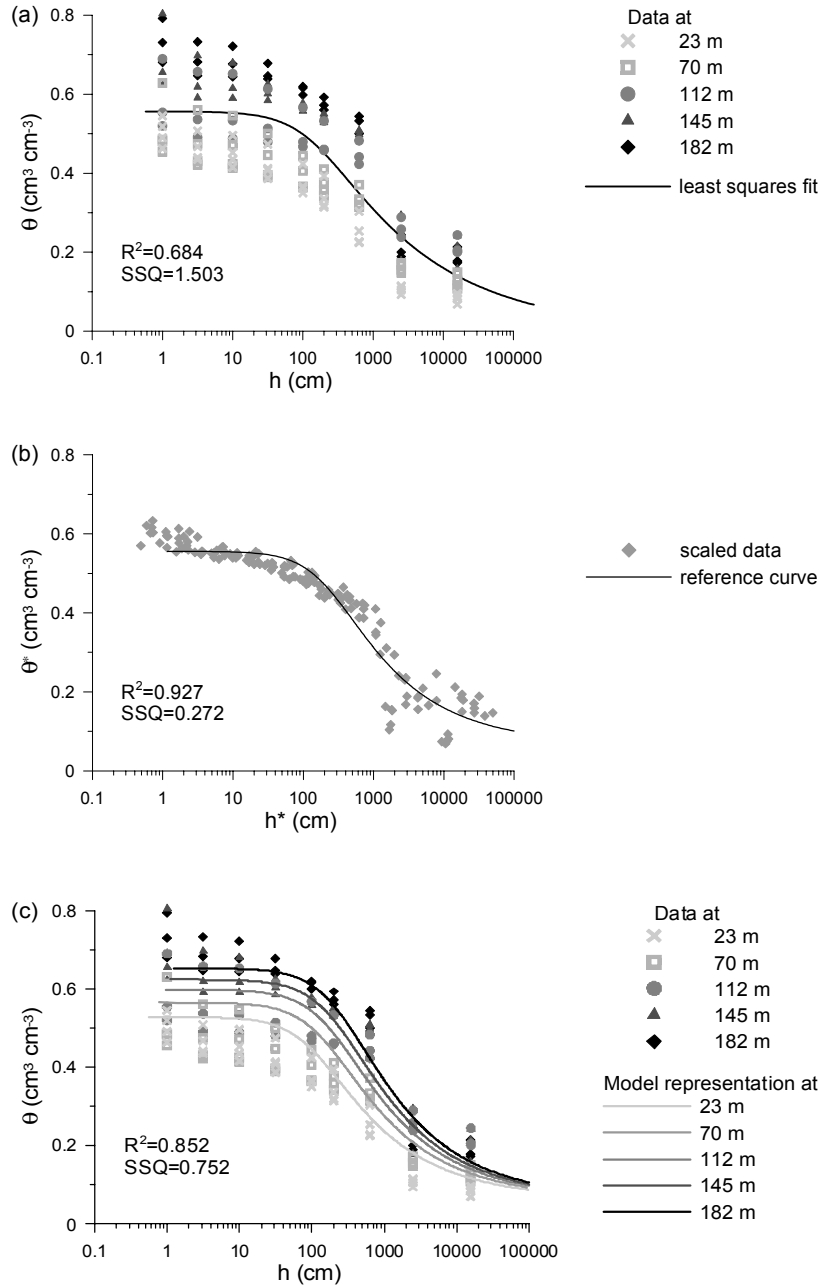 (a)
0.8
0.6
0.4
0.2
0
θ (cm³ cm⁻³)
R²=0.684
SSQ=1.503
0.1 1 10 100 1000 10000 100000
h (cm)
Data at
23 m
70 m
112 m
145 m
182 m
least squares fit
(b)
0.8
0.6
0.4
0.2
0
θ* (cm³ cm⁻³)
R²=0.927
SSQ=0.272
0.1 1 10 100 1000 10000 100000
h* (cm)
scaled data
reference curve
(c)
0.8
0.6
0.4
0.2
0
θ (cm³ cm⁻³)
R²=0.852
SSQ=0.752
0.1 1 10 100 1000 10000 100000
h (cm)
Data at
23 m
70 m
112 m
145 m
182 m
Model representation at
23 m
70 m
112 m
145 m
182 m